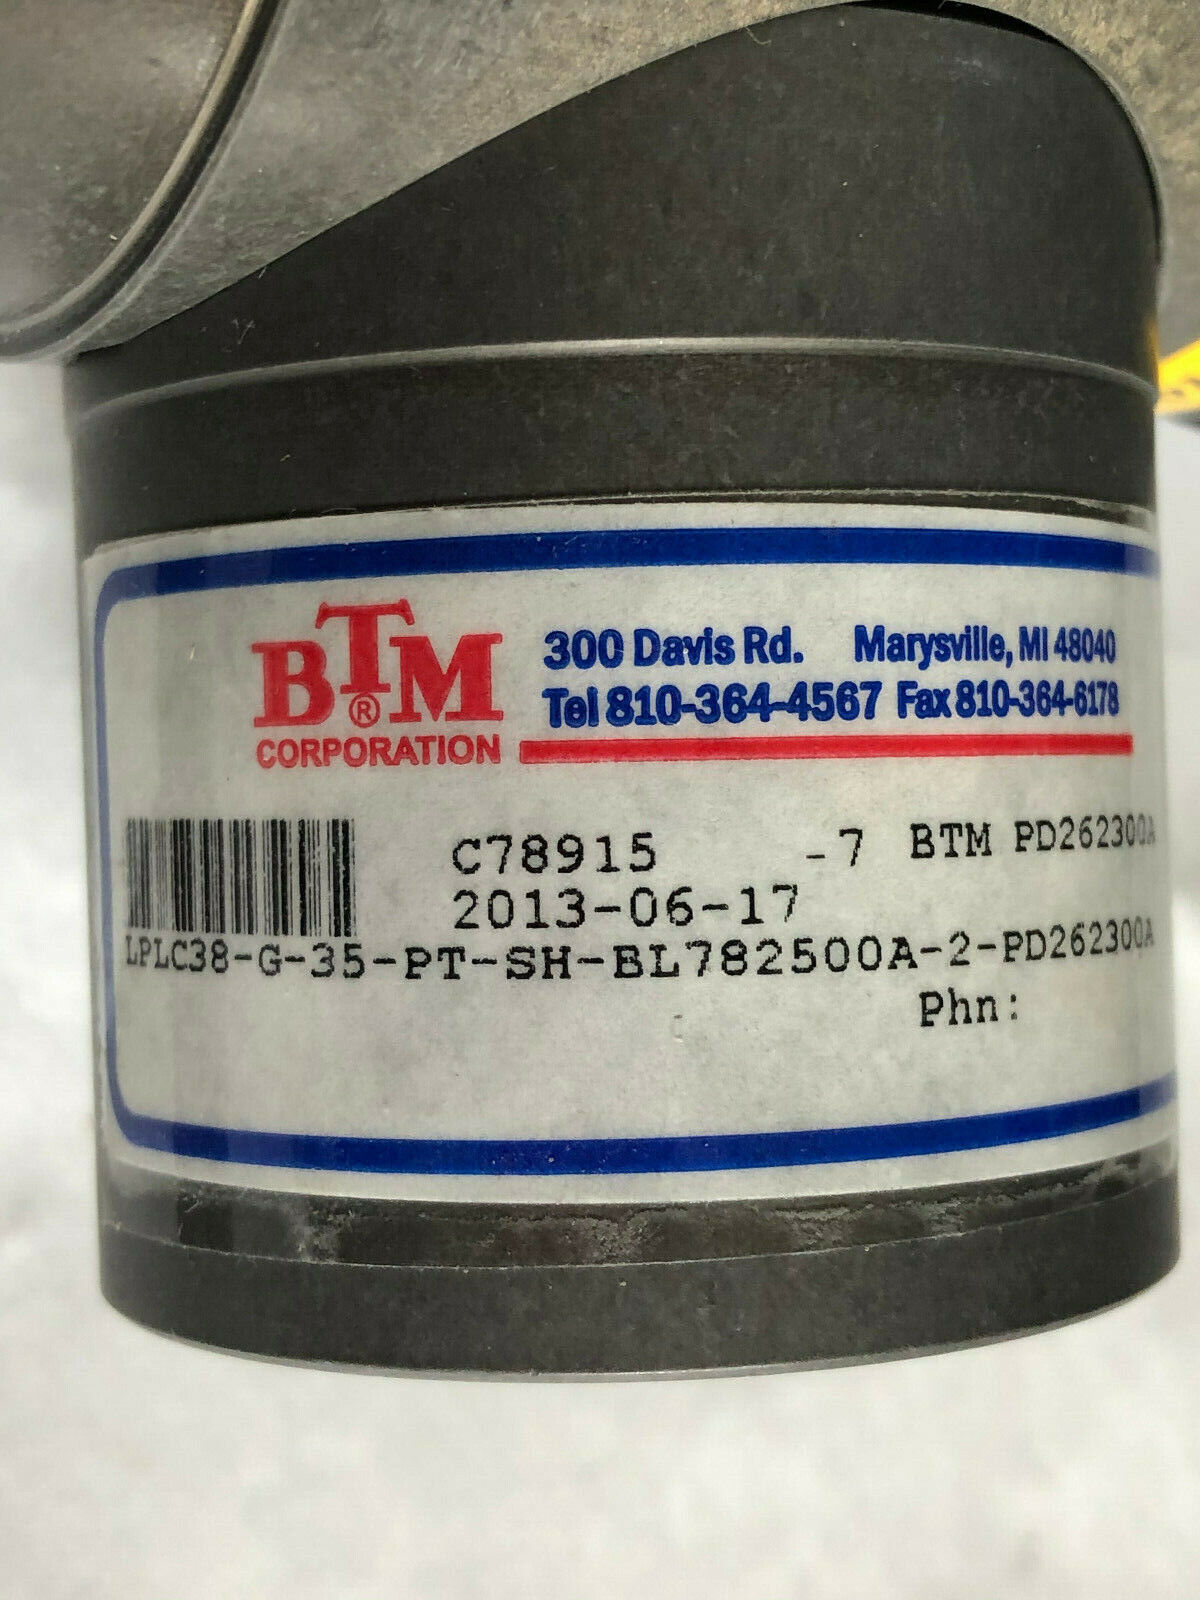 BTM®
CORPORATION
300 Davis Rd. Marysville, MI 48040
Tel 810-364-4567 Fax 810-364-6178
C78915 -7 BTM PD262300A
2013-06-17
LPLC38-G-35-PT-SH-BL782500A-2-PD262300A
Phn: